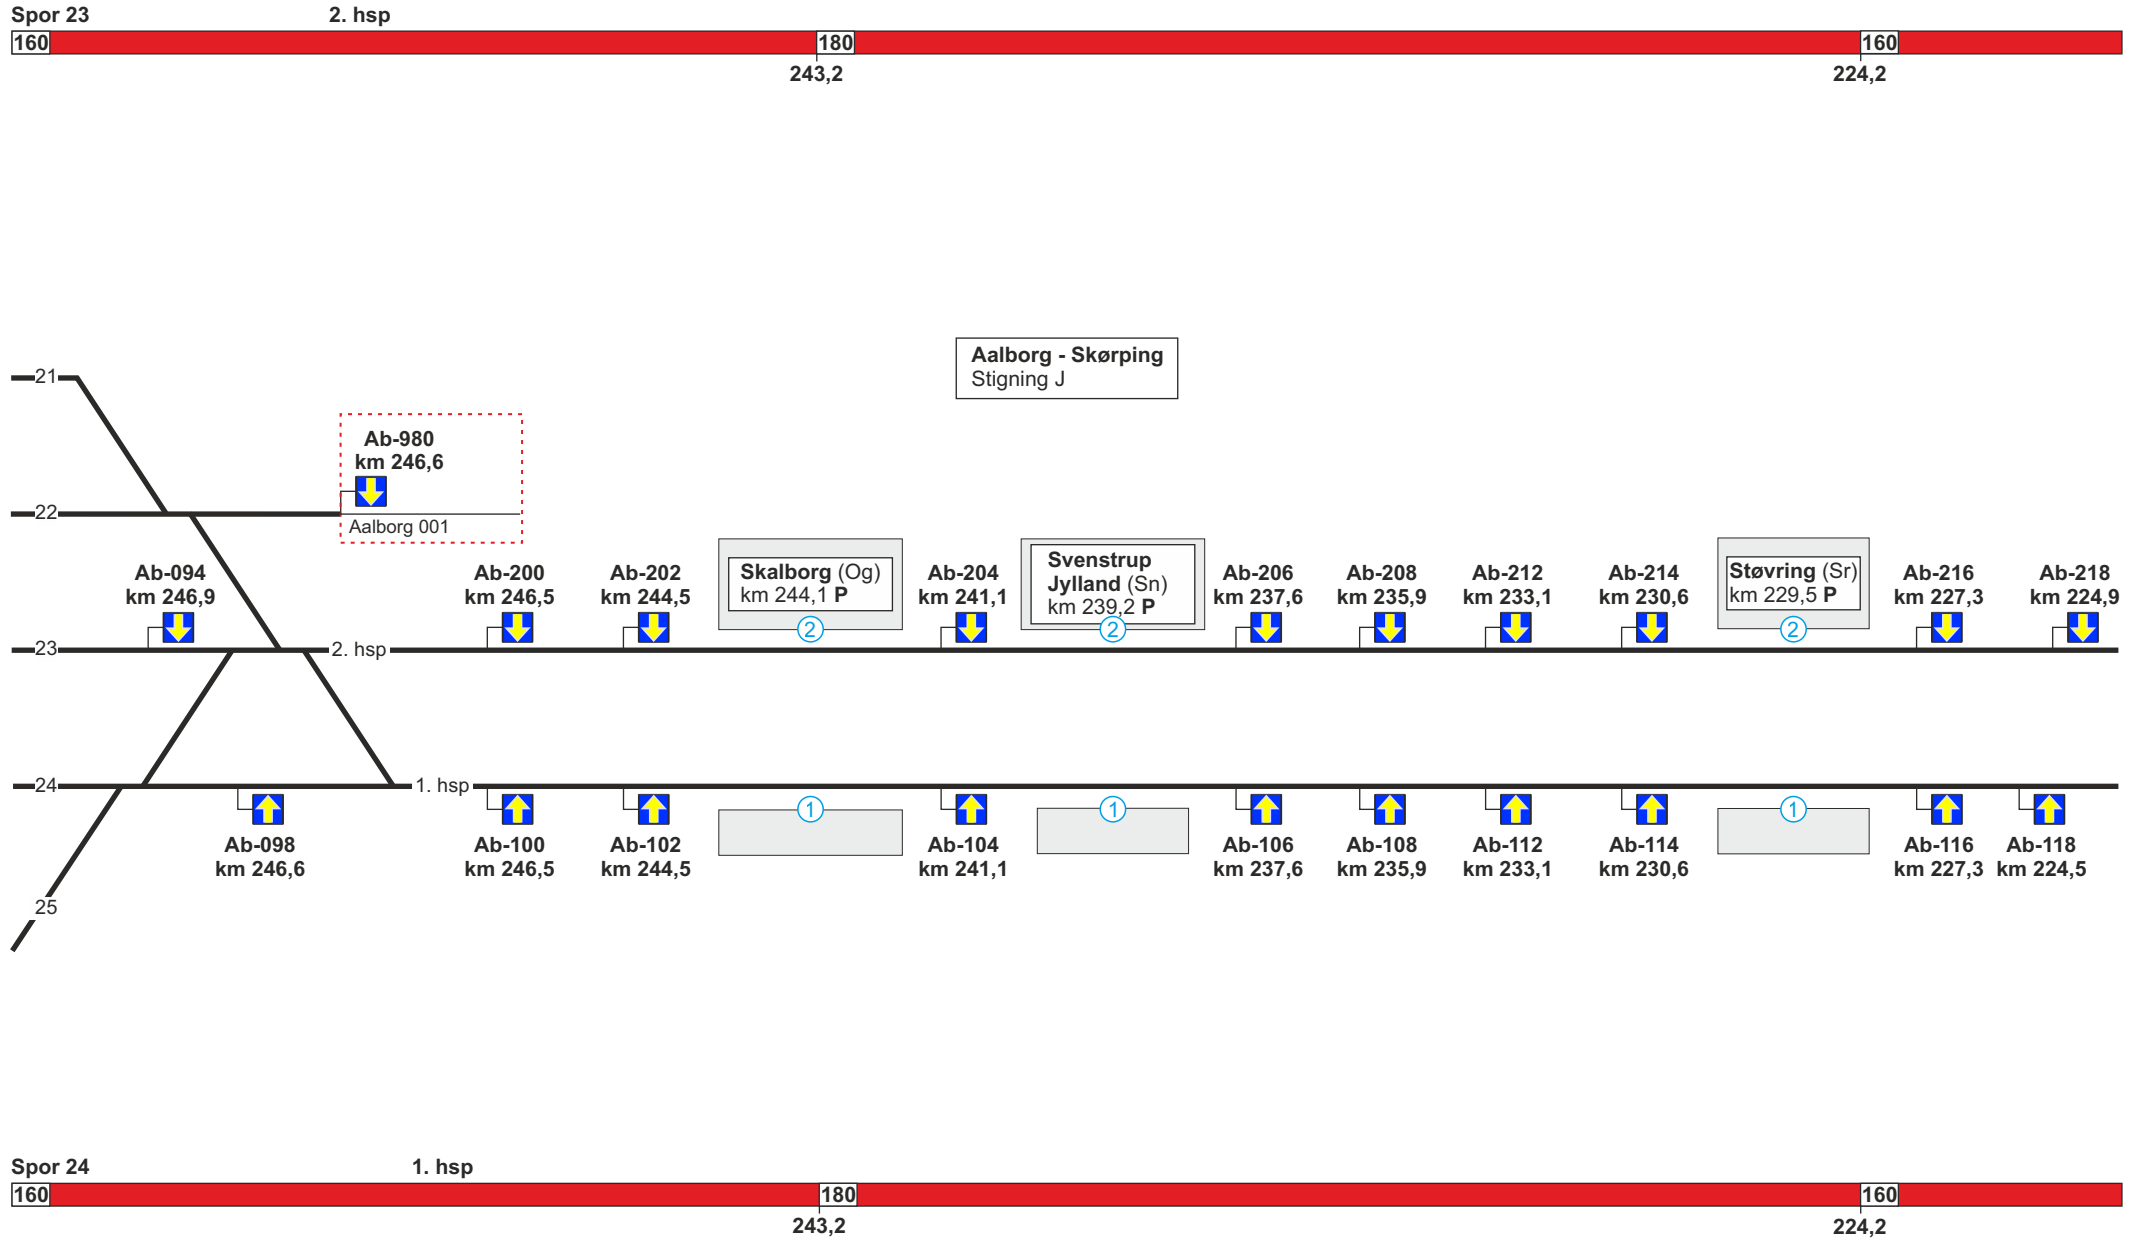 Spor 23 2. hsp
160 180 160
243,2 224,2
Aalborg - Skørping
Stigning J
21
Ab-980
km 246,6
22
Aalborg 001
Ab-094 Ab-200 Ab-202 Skalborg (Og) Ab-204 Svenstrup Ab-206 Ab-208 Ab-212 Ab-214 Støvring (Sr) Ab-216 Ab-218
km 246,9 km 246,5 km 244,5 km 244,1 P km 241,1 Jylland (Sn) km 237,6 km 235,9 km 233,1 km 230,6 km 229,5 P km 227,3 km 224,9
km 239,2 P
2 2 2
23 2. hsp
24 1. hsp
1 1 1
Ab-098 Ab-100 Ab-102 Ab-104 Ab-106 Ab-108 Ab-112 Ab-114 Ab-116 Ab-118
km 246,6 km 246,5 km 244,5 km 241,1 km 237,6 km 235,9 km 233,1 km 230,6 km 227,3 km 224,5
25
Spor 24 1. hsp
160 180 160
243,2 224,2